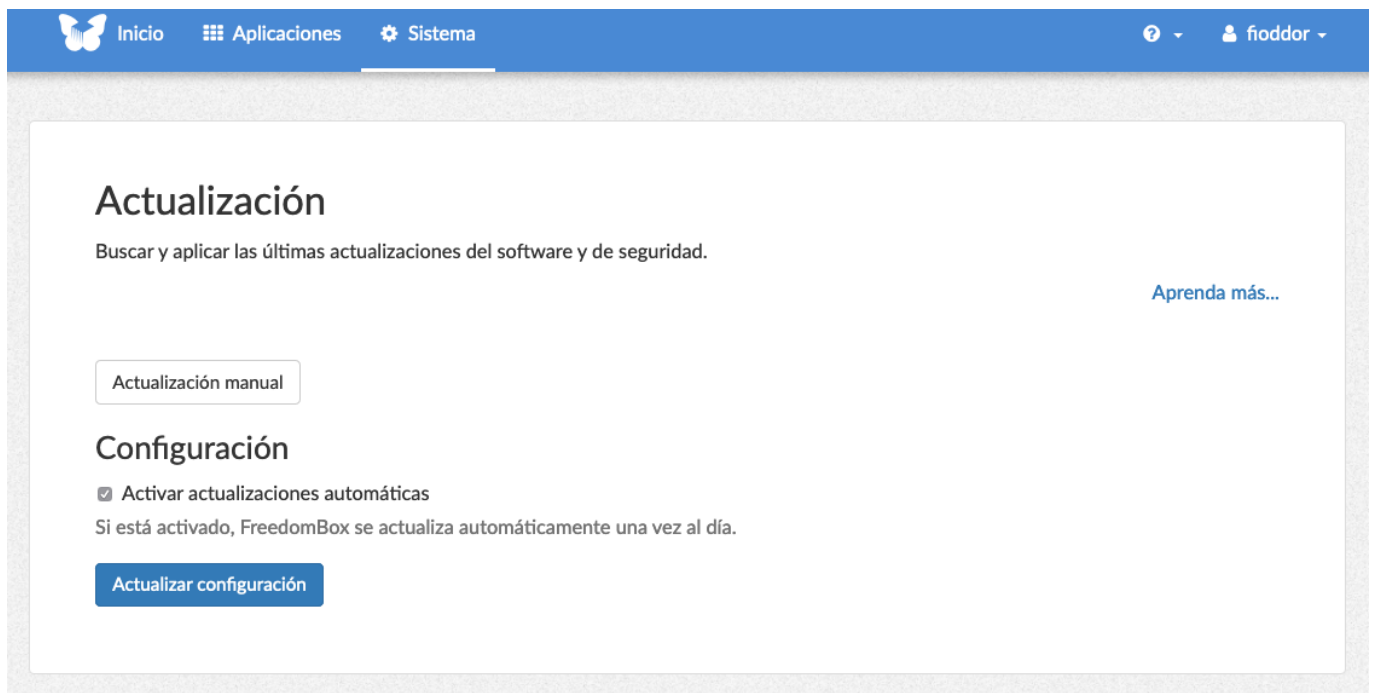 Inicio Aplicaciones Sistema fioddor
Actualización
Buscar y aplicar las últimas actualizaciones del software y de seguridad.
Aprenda más...
Actualización manual
Configuración
Activar actualizaciones automáticas
Si está activado, FreedomBox se actualiza automáticamente una vez al día.
Actualizar configuración